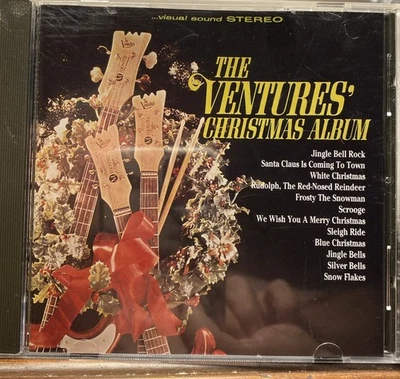 ...visual sound STEREO
THE
VENTURES'
CHRISTMAS ALBUM
Jingle Bell Rock
Santa Claus Is Coming To Town
White Christmas
Rudolph, The Red-Nosed Reindeer
Frosty The Snowman
Scrooge
We Wish You A Merry Christmas
Sleigh Ride
Blue Christmas
Jingle Bells
Silver Bells
Snow Flakes